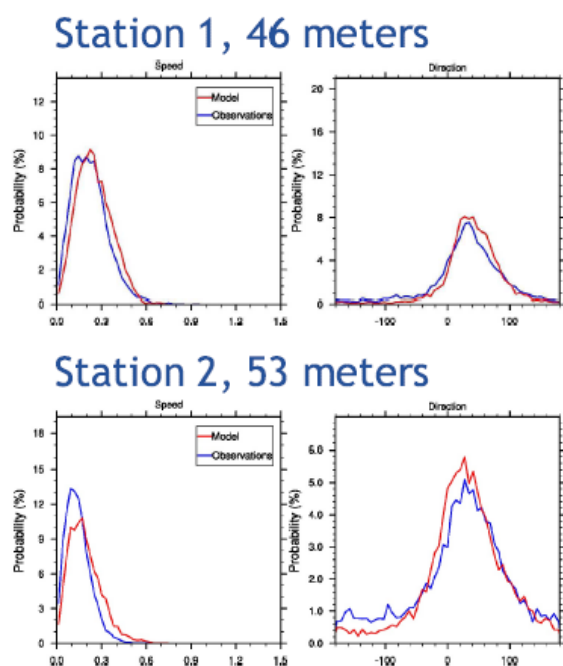 Station 1, 46 meters
Speed
Direction
Probability (%)
12
10
8
6
4
2
0
0.0 0.3 0.6 0.9 1.2 1.5
Model
Observations
Probability (%)
20
16
12
8
4
0
-100 0 100
Station 2, 53 meters
Speed
Direction
Probability (%)
18
15
12
9
6
3
0
0.0 0.3 0.6 0.9 1.2 1.5
Model
Observations
Probability (%)
6.0
5.0
4.0
3.0
2.0
1.0
0.0
-100 0 100